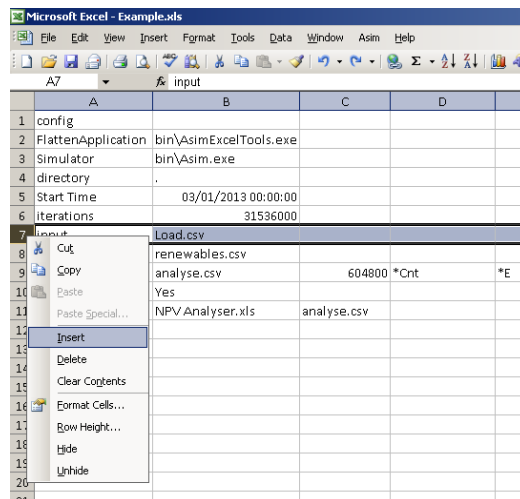 Microsoft Excel - Example.xls
File Edit View Insert Format Tools Data Window Asim Help
A7 fx input
A B C D
1 config
2 FlattenApplication bin\AsimExcelTools.exe
3 Simulator bin\Asim.exe
4 directory .
5 Start Time 03/01/2013 00:00:00
6 iterations 31536000
7 input Load.csv
8 renewables.csv
9 analyse.csv 604800 *Cnt *E
10 Yes
11 NPV Analyser.xls analyse.csv
12
13
14
15
16
17
18
19
20
Cut
Copy
Paste
Paste Special...
Insert
Delete
Clear Contents
Format Cells...
Row Height...
Hide
Unhide